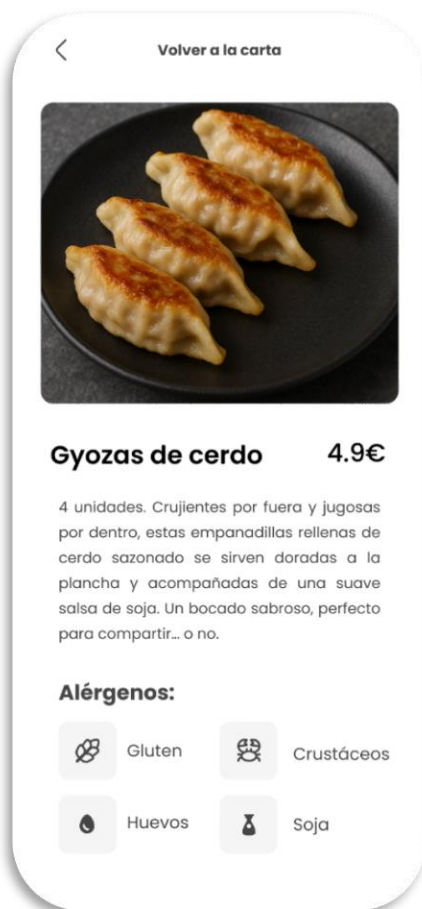 Volver a la carta
Gyozas de cerdo 4.9€
4 unidades. Crujientes por fuera y jugosas
por dentro, estas empanadillas rellenas de
cerdo sazonado se sirven doradas a la
plancha y acompañadas de una suave
salsa de soja. Un bocado sabroso, perfecto
para compartir… o no.
Alérgenos:
Gluten
Crustáceos
Huevos
Soja